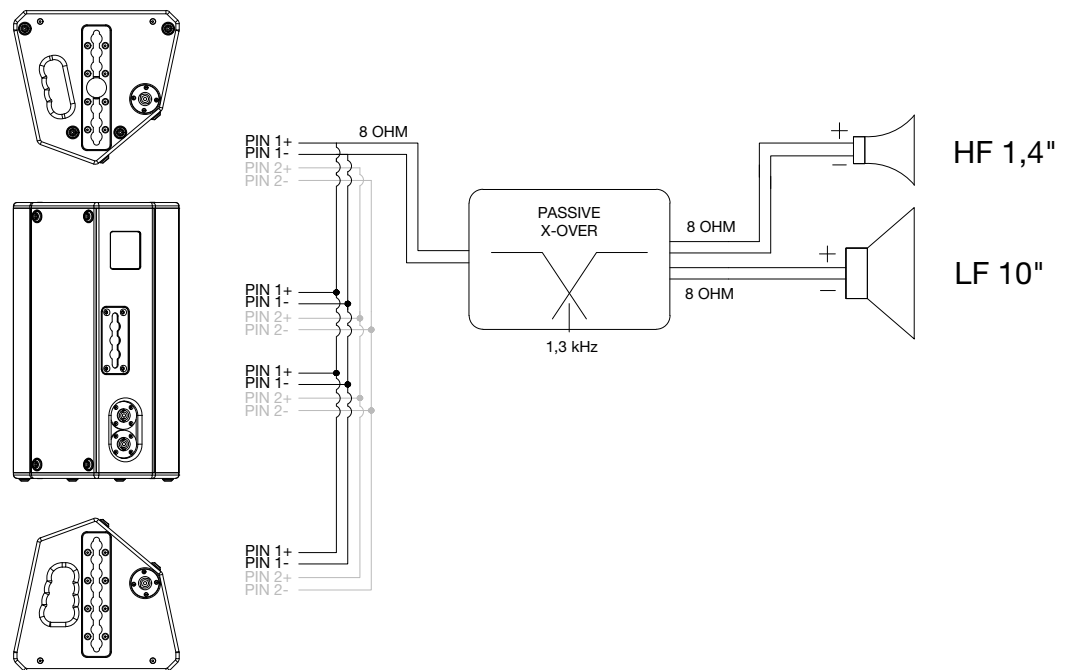 PIN 1+
PIN 1-
PIN 2+
PIN 2-
8 OHM
PIN 1+
PIN 1-
PIN 2+
PIN 2-
PIN 1+
PIN 1-
PIN 2+
PIN 2-
PIN 1+
PIN 1-
PIN 2+
PIN 2-
PASSIVE
X-OVER
1,3 kHz
8 OHM
8 OHM
+
−
HF 1,4"
+
−
LF 10"